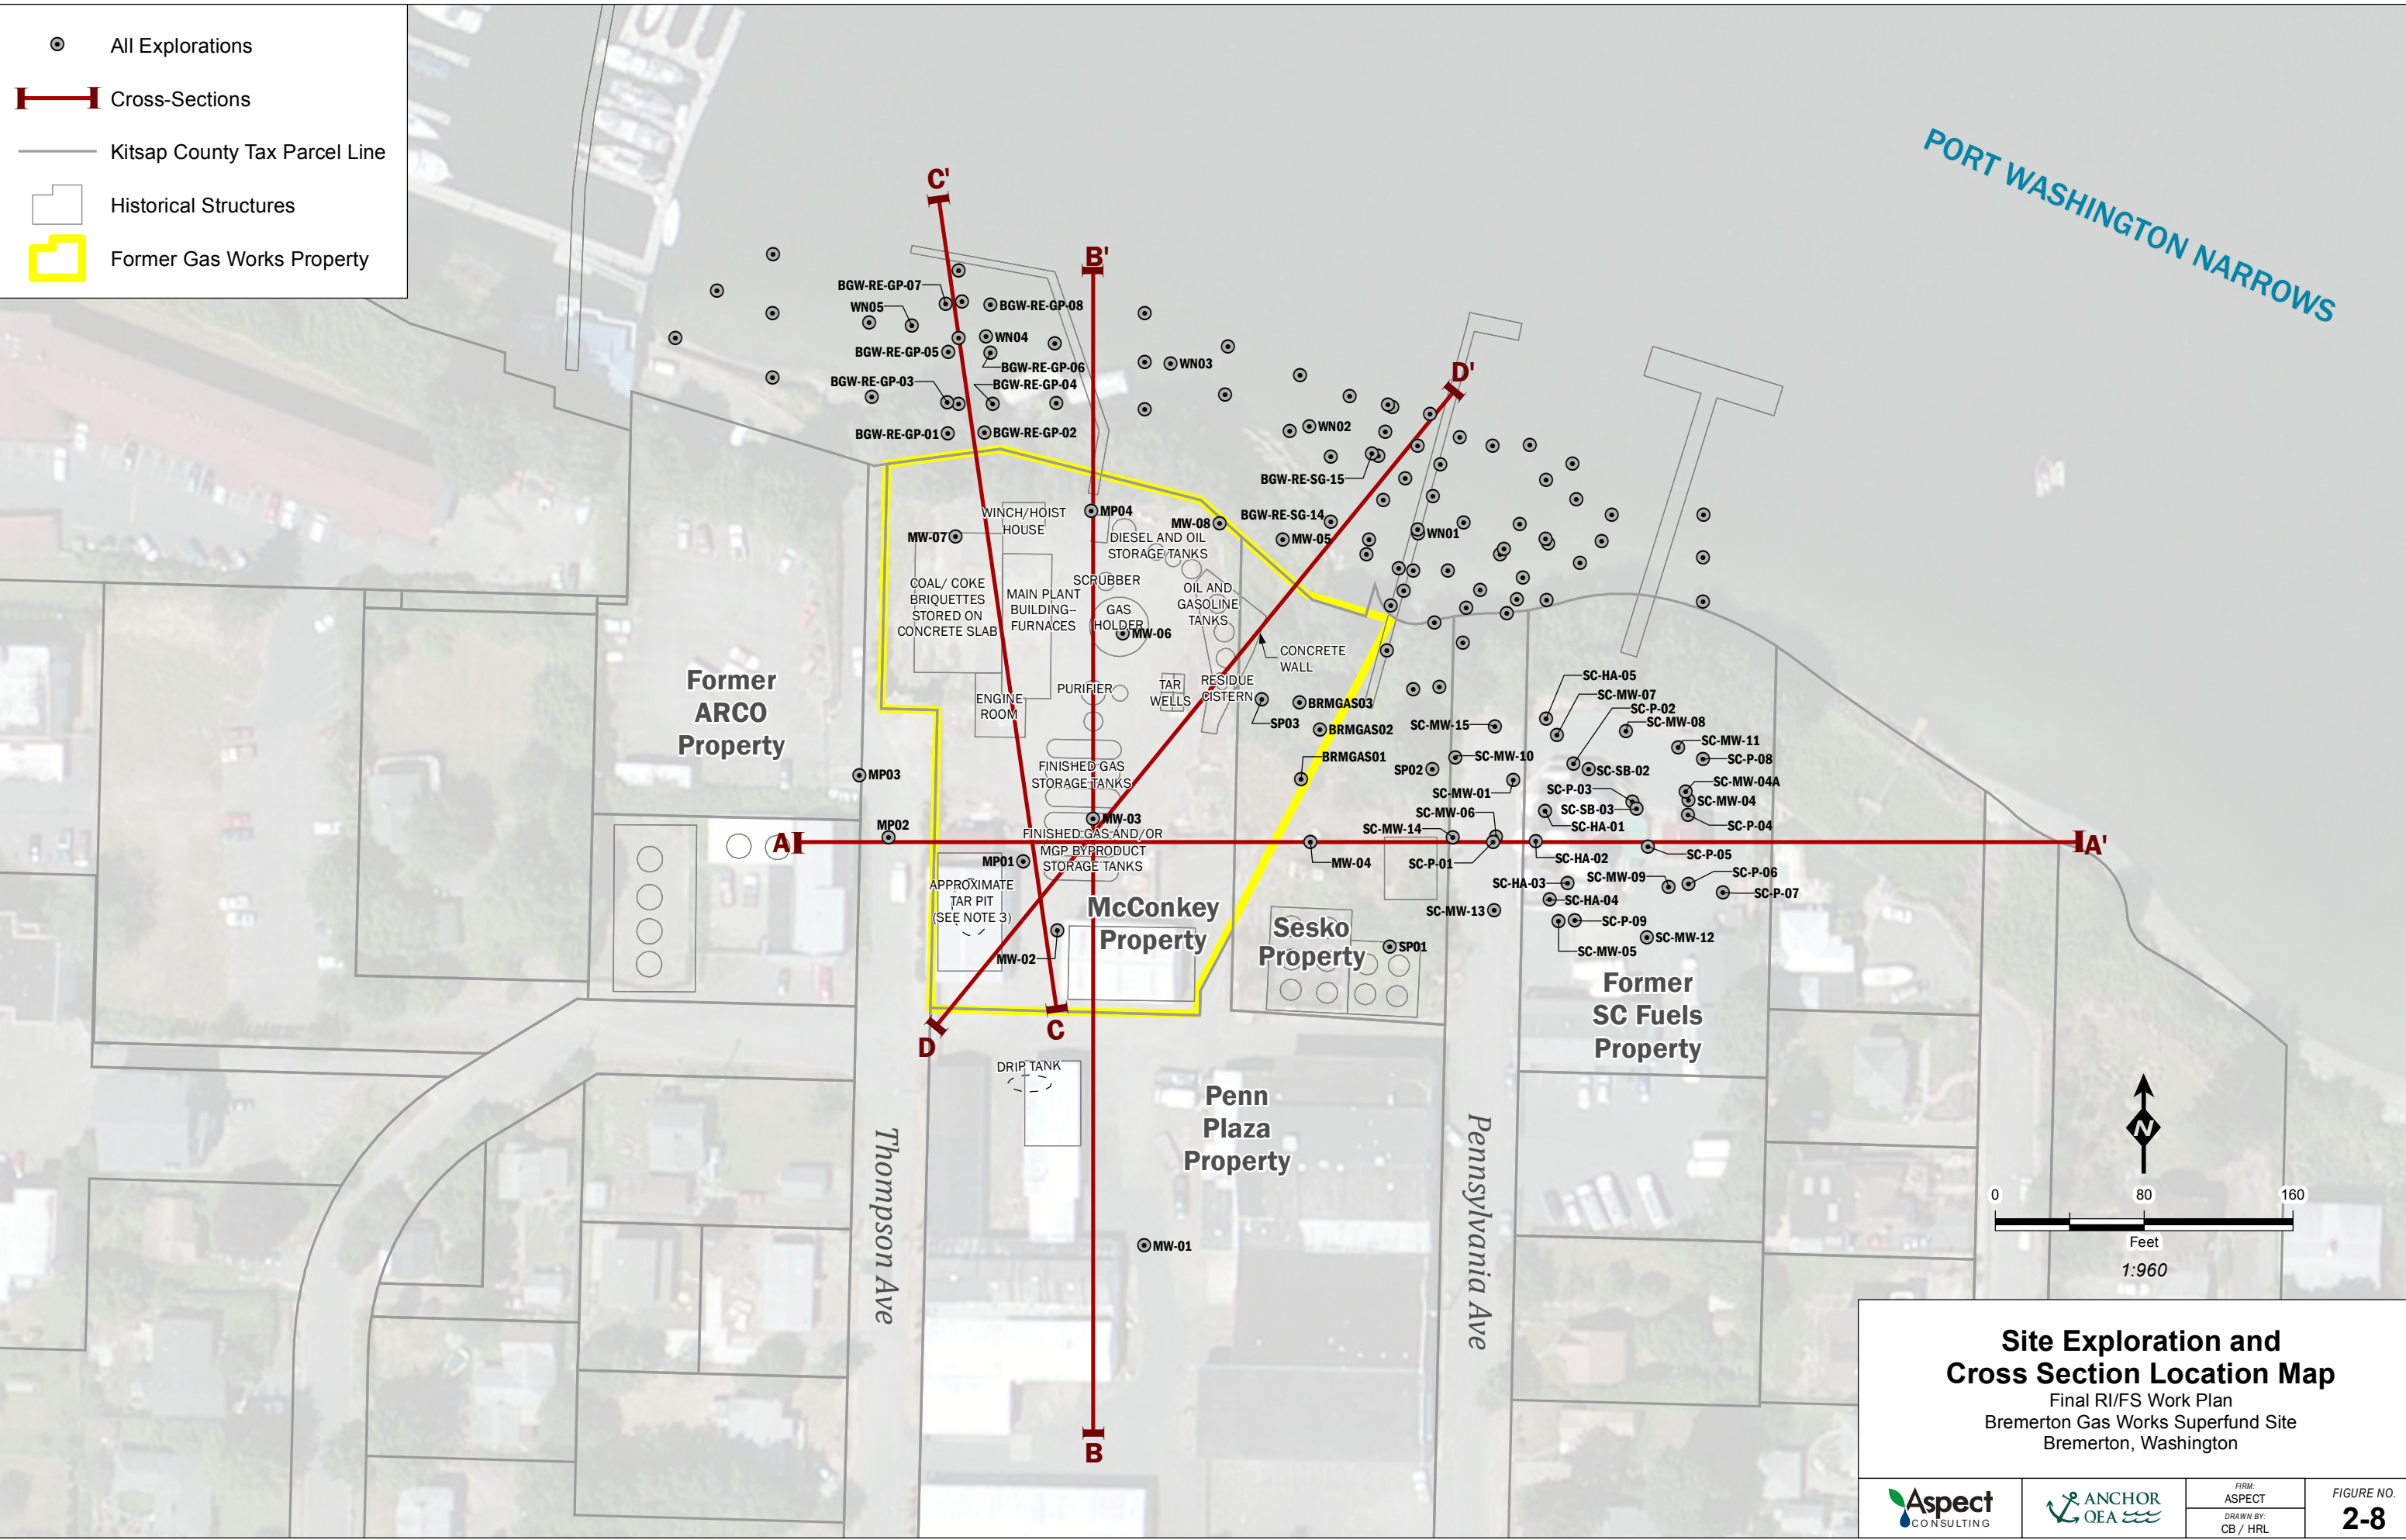 All Explorations
Cross-Sections
Kitsap County Tax Parcel Line
Historical Structures
Former Gas Works Property
PORT WASHINGTON NARROWS
C'
B'
D'
BGW-RE-GP-07
BGW-RE-GP-08
WN05
WN04
BGW-RE-GP-05
BGW-RE-GP-06
WN03
BGW-RE-GP-03
BGW-RE-GP-04
BGW-RE-GP-01
BGW-RE-GP-02
WN02
BGW-RE-SG-15
BGW-RE-SG-14
WN01
MW-05
MW-08
MP04
MW-07
WINCH/HOIST
HOUSE
DIESEL AND OIL
STORAGE TANKS
SCRUBBER
COAL/ COKE
BRIQUETTES
STORED ON
CONCRETE SLAB
MAIN PLANT
BUILDING--
FURNACES
GAS
HOLDER
MW-06
OIL AND
GASOLINE
TANKS
CONCRETE
WALL
PURIFIER
TAR
WELLS
RESIDUE
CISTERN
ENGINE
ROOM
SP03
BRMGAS03
BRMGAS02
BRMGAS01
Former
ARCO
Property
MP03
MP02
FINISHED GAS
STORAGE TANKS
MW-03
FINISHED GAS AND/OR
MGP BYPRODUCT
STORAGE TANKS
MP01
A
A'
APPROXIMATE
TAR PIT
(SEE NOTE 3)
MW-02
McConkey
Property
MW-04
Sesko
Property
SP01
SP02
SC-HA-05
SC-MW-07
SC-P-02
SC-MW-08
SC-MW-15
SC-MW-11
SC-MW-10
SC-P-08
SC-SB-02
SC-MW-04A
SC-MW-01
SC-P-03
SC-MW-04
SC-SB-03
SC-MW-06
SC-HA-01
SC-P-04
SC-MW-14
SC-P-01
SC-HA-02
SC-P-05
SC-HA-03
SC-MW-09
SC-P-06
SC-P-07
SC-HA-04
SC-MW-13
SC-P-09
SC-MW-12
SC-MW-05
Former
SC Fuels
Property
D
C
DRIP TANK
Penn
Plaza
Property
Thompson Ave
Pennsylvania Ave
MW-01
B
N
0 80 160
Feet
1:960
Site Exploration and
Cross Section Location Map
Final RI/FS Work Plan
Bremerton Gas Works Superfund Site
Bremerton, Washington
Aspect
CONSULTING
ANCHOR
QEA
FIRM:
ASPECT
DRAWN BY:
CB / HRL
FIGURE NO.
2-8